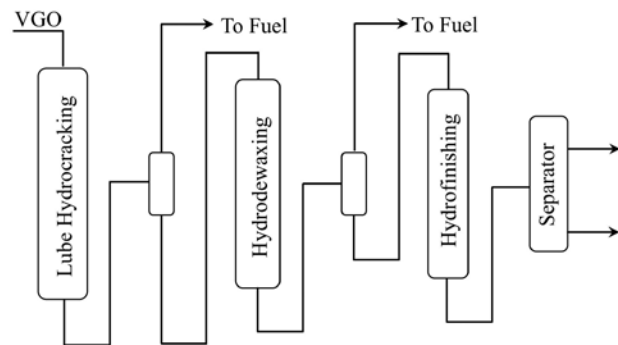 VGO
To Fuel
To Fuel
Lube Hydrocracking
Hydrodewaxing
Hydrofinishing
Separator